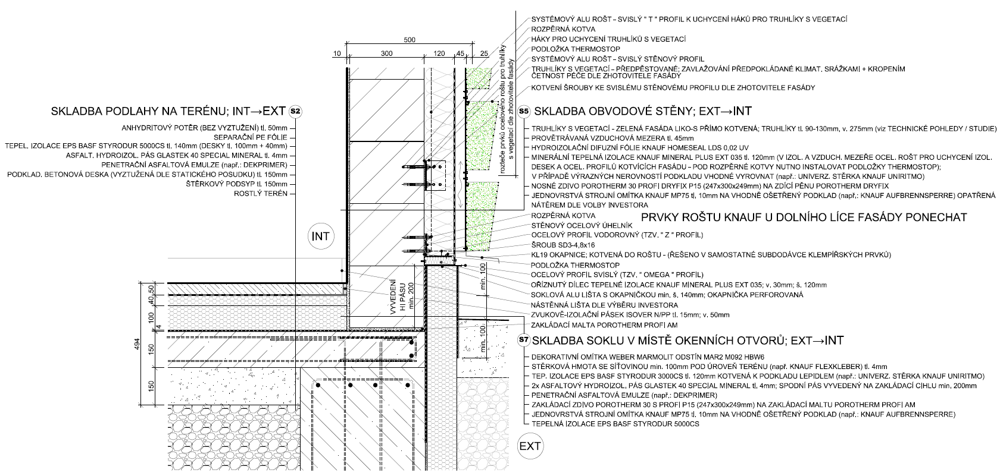 SYSTÉMOVÝ ALU ROŠT - SVISLÝ " T " PROFIL K UCHYCENÍ HÁKŮ PRO TRUHLÍKY S VEGETACÍ
ROZPĚRNÁ KOTVA
HÁKY PRO UCHYCENÍ TRUHLÍKŮ S VEGETACÍ
PODLOŽKA THERMOSTOP
SYSTÉMOVÝ ALU ROŠT - SVISLÝ STĚNOVÝ PROFIL
TRUHLÍKY S VEGETACÍ - PŘEDPĚSTOVANÉ; ZAVLAŽOVÁNÍ PŘEDPOKLÁDANÉ KLIMAT. SRÁŽKAMI + KROPENÍM
ČETNOST PÉČE DLE ZHOTOVITELE FASÁDY
KOTVENÍ ŠROUBY KE SVISLÉMU STĚNOVÉMU PROFILU DLE ZHOTOVITELE FASÁDY
500
10
300
120
45
25
rozteče prvků ocelového roštu pro truhlíky
s vegetací dle zhotovitele fasády
SKLADBA PODLAHY NA TERÉNU; INT→EXT S2
ANHYDRITOVÝ POTĚR (BEZ VYZTUŽENÍ) tl. 50mm
SEPARAČNÍ PE FÓLIE
TEPEL. IZOLACE EPS BASF STYRODUR 5000CS tl. 140mm (DESKY tl. 100mm + 40mm)
ASFALT. HYDROIZOL. PÁS GLASTEK 40 SPECIAL MINERAL tl. 4mm
PENETRAČNÍ ASFALTOVÁ EMULZE (např.: DEKPRIMER)
PODKLAD. BETONOVÁ DESKA (VYZTUŽENÁ DLE STATICKÉHO POSUDKU) tl. 150mm
ŠTĚRKOVÝ PODSYP tl. 150mm
ROSTLÝ TERÉN
S5 SKLADBA OBVODOVÉ STĚNY; EXT→INT
TRUHLÍKY S VEGETACÍ - ZELENÁ FASÁDA LIKO-S PŘÍMO KOTVENÁ; TRUHLÍKY tl. 90-130mm, v. 275mm (viz TECHNICKÉ POHLEDY / STUDIE)
PROVĚTRÁVANÁ VZDUCHOVÁ MEZERA tl. 45mm
HYDROIZOLAČNÍ DIFUZNÍ FÓLIE KNAUF HOMESEAL LDS 0,02 UV
MINERÁLNÍ TEPELNÁ IZOLACE KNAUF MINERAL PLUS EXT 035 tl. 120mm (V IZOL. A VZDUCH. MEZEŘE OCEL. ROŠT PRO UCHYCENÍ IZOL.
DESEK A OCEL. PROFILŮ KOTVÍCÍCH FASÁDU - POD ROZPĚRNÉ KOTVY NUTNO INSTALOVAT PODLOŽKY THERMOSTOP);
V PŘÍPADĚ VÝRAZNÝCH NEROVNOSTÍ PODKLADU VHODNÉ VYROVNAT (např.: UNIVERZ. STĚRKA KNAUF UNIRITMO)
NOSNÉ ZDIVO POROTHERM 30 PROFI DRYFIX P15 (247x300x249mm) NA ZDÍCÍ PĚNU POROTHERM DRYFIX
JEDNOVRSTVÁ STROJNÍ OMÍTKA KNAUF MP75 tl. 10mm NA VHODNĚ OŠETŘENÝ PODKLAD (např.: KNAUF AUFBRENNSPERRE) OPATŘENÁ
NÁTĚREM DLE VOLBY INVESTORA
ROZPĚRNÁ KOTVA
PRVKY ROŠTU KNAUF U DOLNÍHO LÍCE FASÁDY PONECHAT
STĚNOVÝ OCELOVÝ ÚHELNÍK
OCELOVÝ PROFIL VODOROVNÝ (TZV. " Z " PROFIL)
ŠROUB SD3-4,8x16
KL19 OKAPNICE; KOTVENÁ DO ROŠTU - (ŘEŠENO V SAMOSTATNÉ SUBDODÁVCE KLEMPÍŘSKÝCH PRVKŮ)
PODLOŽKA THERMOSTOP
OCELOVÝ PROFIL SVISLÝ (TZV. " OMEGA " PROFIL)
OŘÍZNUTÝ DÍLEC TEPELNÉ IZOLACE KNAUF MINERAL PLUS EXT 035; v. 30mm; š. 120mm
SOKLOVÁ ALU LIŠTA S OKAPNIČKOU min. š. 140mm; OKAPNIČKA PERFOROVANÁ
NÁSTĚNNÁ LIŠTA DLE VÝBĚRU INVESTORA
ZVUKOVĚ-IZOLAČNÍ PÁSEK ISOVER N/PP tl. 15mm; v. 50mm
ZAKLÁDACÍ MALTA POROTHERM PROFI AM
INT
VYVEDENÍ
HI PÁSU
min. 200
min. 100
min. 100
50
40
100
4
150
150
494
S7 SKLADBA SOKLU V MÍSTĚ OKENNÍCH OTVORŮ; EXT→INT
DEKORATIVNÍ OMÍTKA WEBER MARMOLIT ODSTÍN MAR2 M092 HBW6
STĚRKOVÁ HMOTA SE SÍŤOVINOU min. 100mm POD ÚROVEŇ TERÉNU (např. KNAUF FLEXKLEBER) tl. 4mm
TEP. IZOLACE EPS BASF STYRODUR 3000CS tl. 120mm KOTVENÁ K PODKLADU LEPIDLEM (např.: UNIVERZ. STĚRKA KNAUF UNIRITMO)
2x ASFALTOVÝ HYDROIZOL. PÁS GLASTEK 40 SPECIAL MINERAL tl. 4mm; SPODNÍ PÁS VYVEDENÝ NA ZAKLÁDACÍ CIHLU min. 200mm
PENETRAČNÍ ASFALTOVÁ EMULZE (např.: DEKPRIMER)
ZAKLÁDACÍ ZDIVO POROTHERM 30 S PROFI P15 (247x300x249mm) NA ZAKLÁDACÍ MALTU POROTHERM PROFI AM
JEDNOVRSTVÁ STROJNÍ OMÍTKA KNAUF MP75 tl. 10mm NA VHODNĚ OŠETŘENÝ PODKLAD (např.: KNAUF AUFBRENNSPERRE)
TEPELNÁ IZOLACE EPS BASF STYRODUR 5000CS
EXT